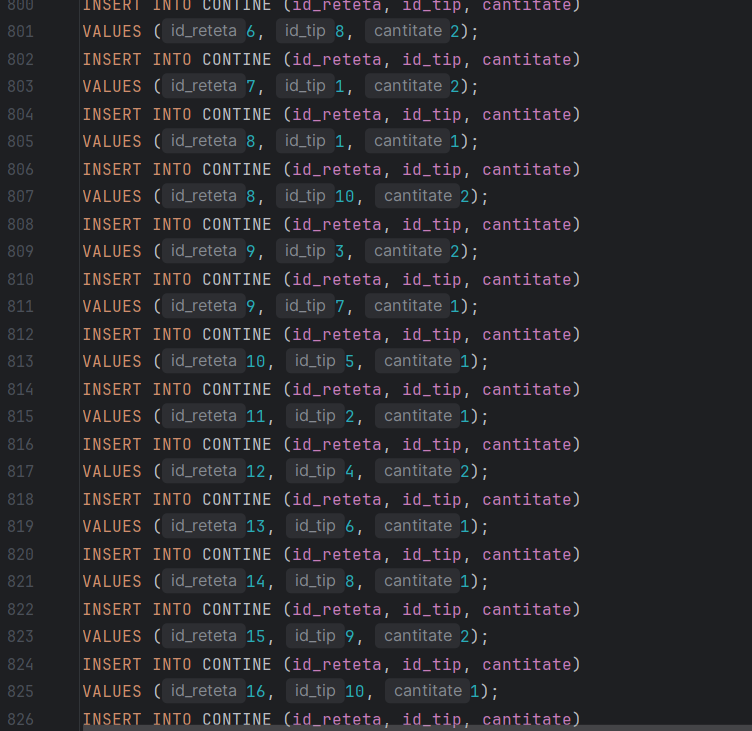 800 INSERT INTO CONTINE (id_reteta, id_tip, cantitate)
801 VALUES ( id_reteta 6, id_tip 8, cantitate 2);
802 INSERT INTO CONTINE (id_reteta, id_tip, cantitate)
803 VALUES ( id_reteta 7, id_tip 1, cantitate 2);
804 INSERT INTO CONTINE (id_reteta, id_tip, cantitate)
805 VALUES ( id_reteta 8, id_tip 1, cantitate 1);
806 INSERT INTO CONTINE (id_reteta, id_tip, cantitate)
807 VALUES ( id_reteta 8, id_tip 10, cantitate 2);
808 INSERT INTO CONTINE (id_reteta, id_tip, cantitate)
809 VALUES ( id_reteta 9, id_tip 3, cantitate 2);
810 INSERT INTO CONTINE (id_reteta, id_tip, cantitate)
811 VALUES ( id_reteta 9, id_tip 7, cantitate 1);
812 INSERT INTO CONTINE (id_reteta, id_tip, cantitate)
813 VALUES ( id_reteta 10, id_tip 5, cantitate 1);
814 INSERT INTO CONTINE (id_reteta, id_tip, cantitate)
815 VALUES ( id_reteta 11, id_tip 2, cantitate 1);
816 INSERT INTO CONTINE (id_reteta, id_tip, cantitate)
817 VALUES ( id_reteta 12, id_tip 4, cantitate 2);
818 INSERT INTO CONTINE (id_reteta, id_tip, cantitate)
819 VALUES ( id_reteta 13, id_tip 6, cantitate 1);
820 INSERT INTO CONTINE (id_reteta, id_tip, cantitate)
821 VALUES ( id_reteta 14, id_tip 8, cantitate 1);
822 INSERT INTO CONTINE (id_reteta, id_tip, cantitate)
823 VALUES ( id_reteta 15, id_tip 9, cantitate 2);
824 INSERT INTO CONTINE (id_reteta, id_tip, cantitate)
825 VALUES ( id_reteta 16, id_tip 10, cantitate 1);
826 INSERT INTO CONTINE (id_reteta, id_tip, cantitate)